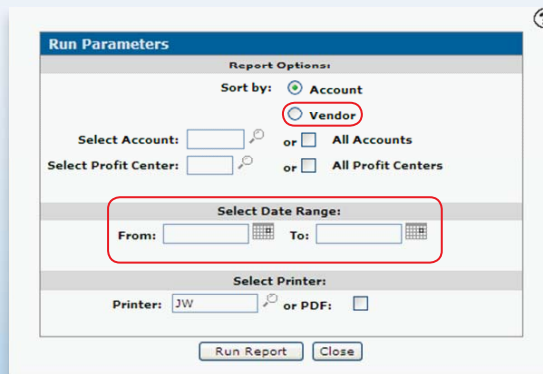 Run Parameters
Report Options:
Sort by: Account
Vendor
Select Account: or All Accounts
Select Profit Center: or All Profit Centers
Select Date Range:
From: To:
Select Printer:
Printer: JW or PDF:
Run Report Close